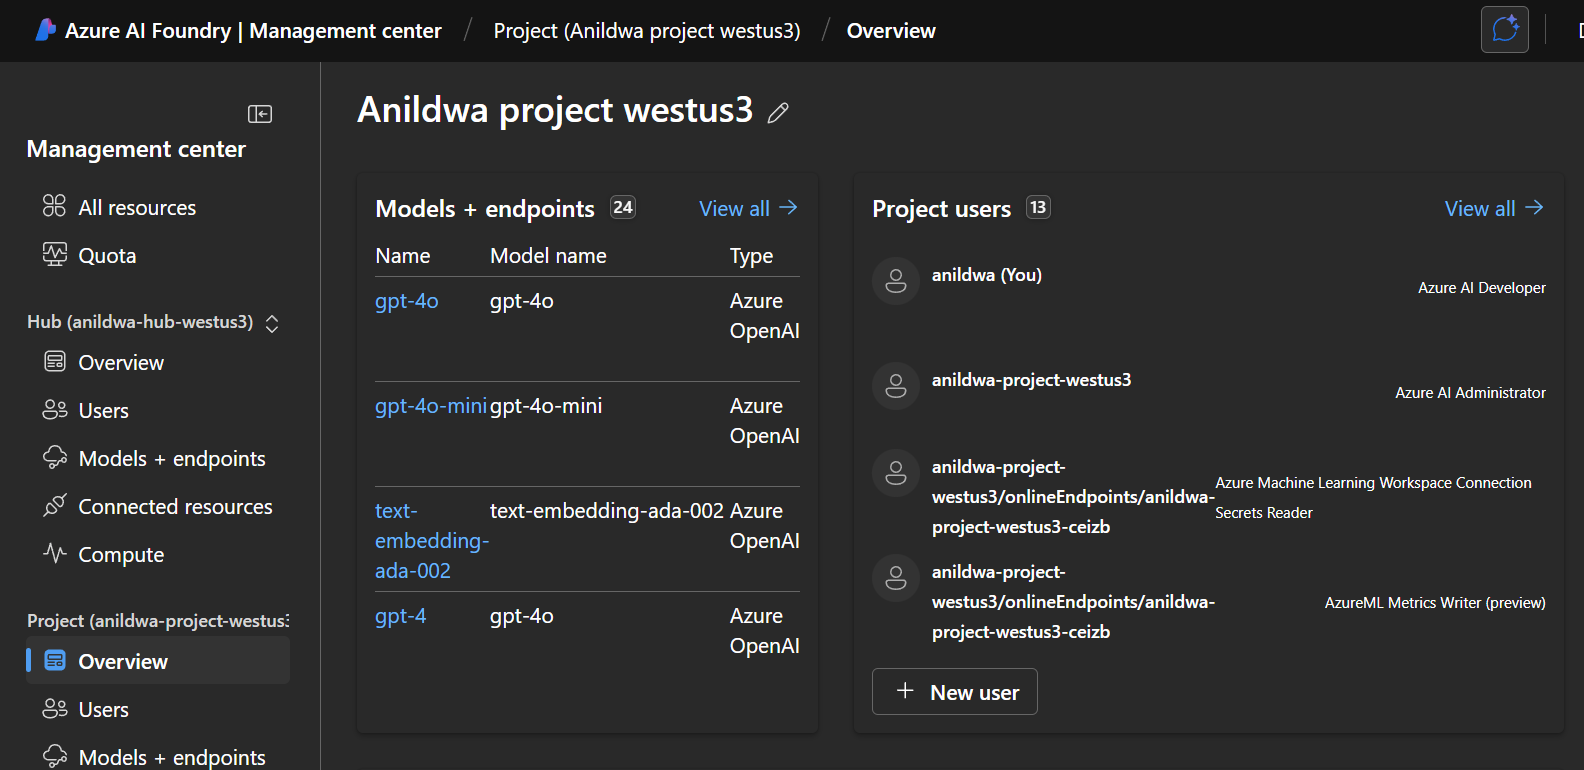 Azure AI Foundry | Management center / Project (Anildwa project westus3) / Overview
Management center
All resources
Quota
Hub (anildwa-hub-westus3)
Overview
Users
Models + endpoints
Connected resources
Compute
Project (anildwa-project-westus3
Overview
Users
Models + endpoints
Anildwa project westus3
Models + endpoints 24 View all
Name Model name Type
gpt-4o gpt-4o Azure
OpenAI
gpt-4o-mini gpt-4o-mini Azure
OpenAI
text- text-embedding-ada-002 Azure
embedding- OpenAI
ada-002
gpt-4 gpt-4o Azure
OpenAI
Project users 13 View all
anildwa (You)
Azure AI Developer
anildwa-project-westus3
Azure AI Administrator
anildwa-project-
westus3/onlineEndpoints/anildwa-
project-westus3-ceizb
Azure Machine Learning Workspace Connection
Secrets Reader
anildwa-project-
westus3/onlineEndpoints/anildwa-
project-westus3-ceizb
AzureML Metrics Writer (preview)
+ New user